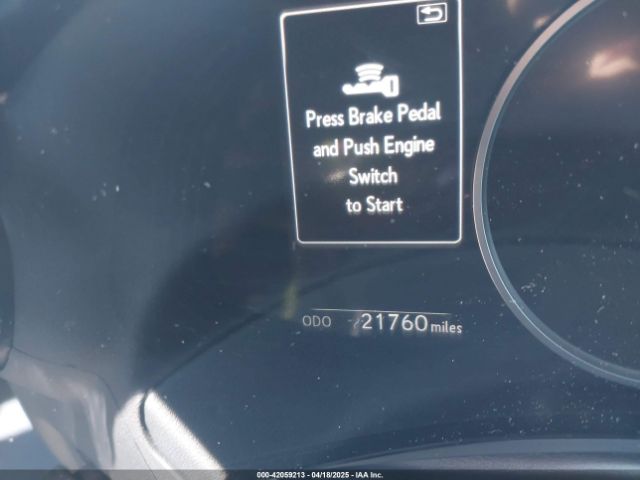 Press Brake Pedal
and Push Engine
Switch
to Start
ODO 21760 miles
000-42059213 - 04/18/2025 - IAA Inc.